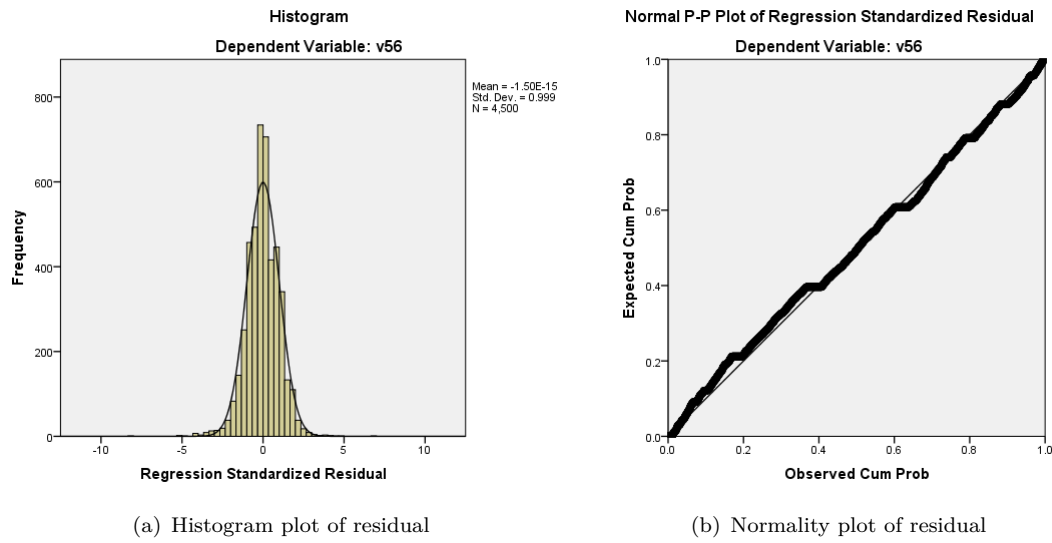 Histogram
Dependent Variable: v56
Mean = -1.50E-15
Std. Dev. = 0.999
N = 4,500
Frequency
800
600
400
200
0
-10
-5
0
5
10
Regression Standardized Residual
(a) Histogram plot of residual
Normal P-P Plot of Regression Standardized Residual
Dependent Variable: v56
Expected Cum Prob
1.0
0.8
0.6
0.4
0.2
0.0
0.0
0.2
0.4
0.6
0.8
1.0
Observed Cum Prob
(b) Normality plot of residual